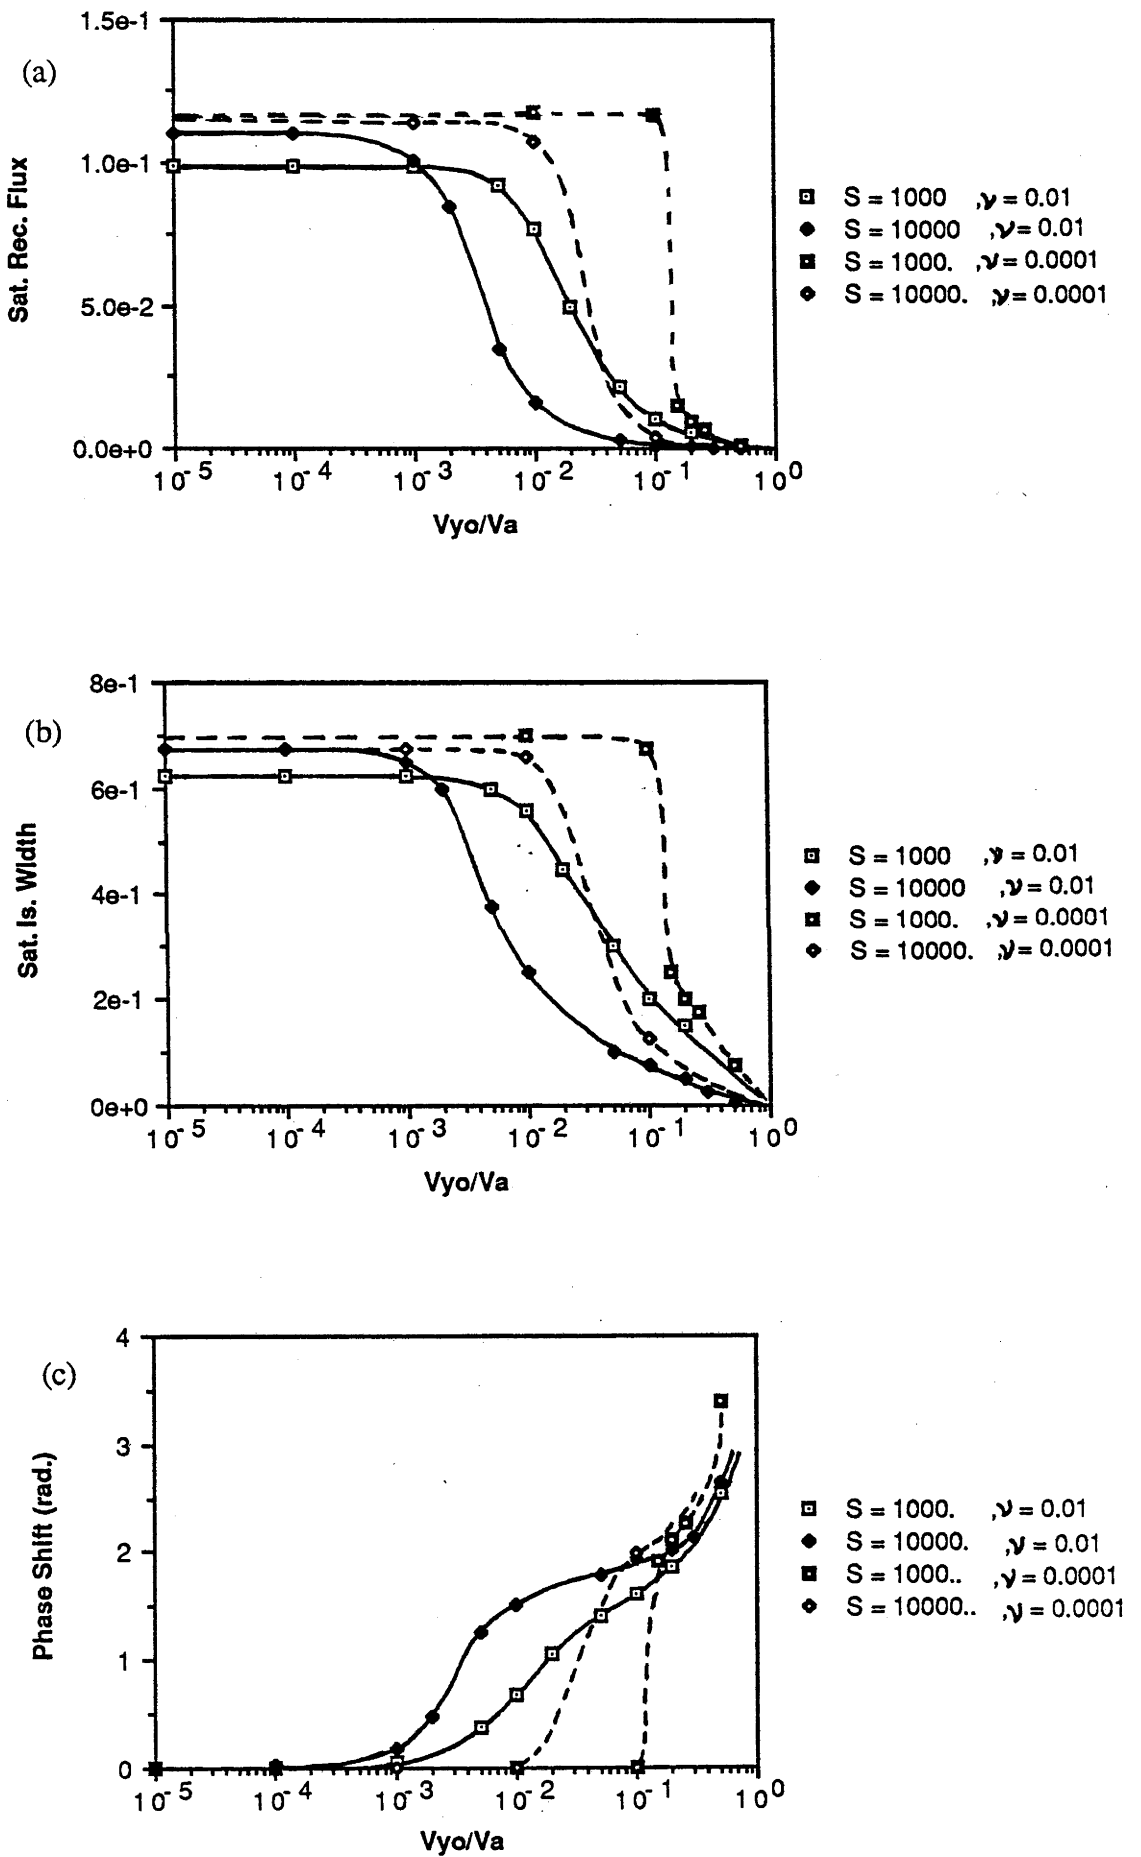 (a)
1.5e-1
1.0e-1
5.0e-2
0.0e+0
Sat. Rec. Flux
10^-5 10^-4 10^-3 10^-2 10^-1 10^0
Vyo/Va
S = 1000 ,ν = 0.01
S = 10000 ,ν = 0.01
S = 1000. ,ν = 0.0001
S = 10000. ,ν = 0.0001
(b)
8e-1
6e-1
4e-1
2e-1
0e+0
Sat. Is. Width
10^-5 10^-4 10^-3 10^-2 10^-1 10^0
Vyo/Va
S = 1000 ,ν = 0.01
S = 10000 ,ν = 0.01
S = 1000. ,ν = 0.0001
S = 10000. ,ν = 0.0001
(c)
4
3
2
1
0
Phase Shift (rad.)
10^-5 10^-4 10^-3 10^-2 10^-1 10^0
Vyo/Va
S = 1000. ,ν = 0.01
S = 10000. ,ν = 0.01
S = 1000.. ,ν = 0.0001
S = 10000.. ,ν = 0.0001